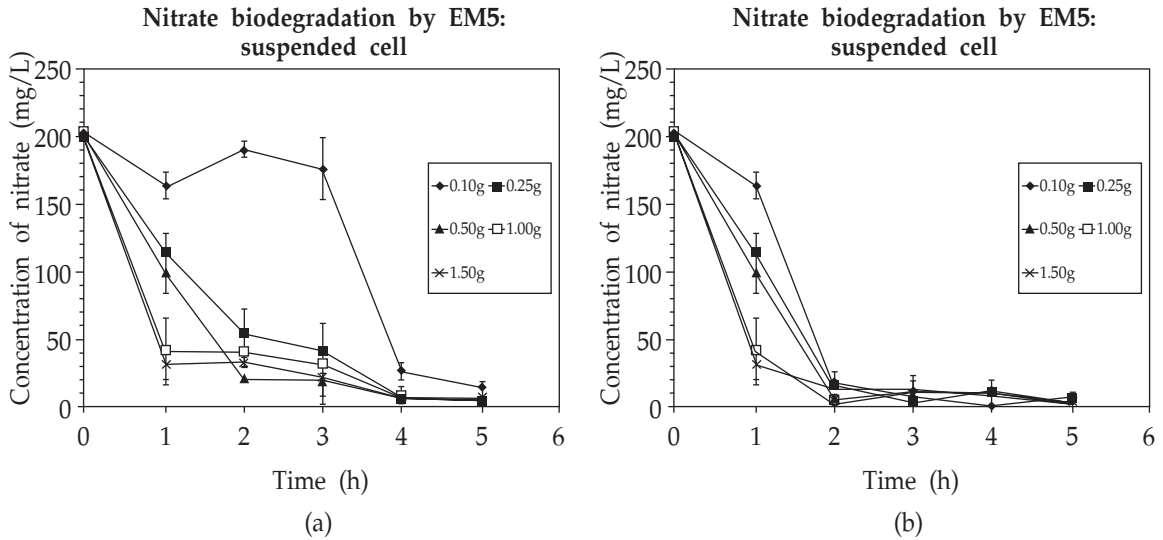 Nitrate biodegradation by EM5:
suspended cell
Concentration of nitrate (mg/L)
250
200
150
100
50
0
0 1 2 3 4 5 6
Time (h)
0.10g 0.25g
0.50g 1.00g
1.50g
(a)
Nitrate biodegradation by EM5:
suspended cell
Concentration of nitrate (mg/L)
250
200
150
100
50
0
0 1 2 3 4 5 6
Time (h)
0.10g 0.25g
0.50g 1.00g
1.50g
(b)